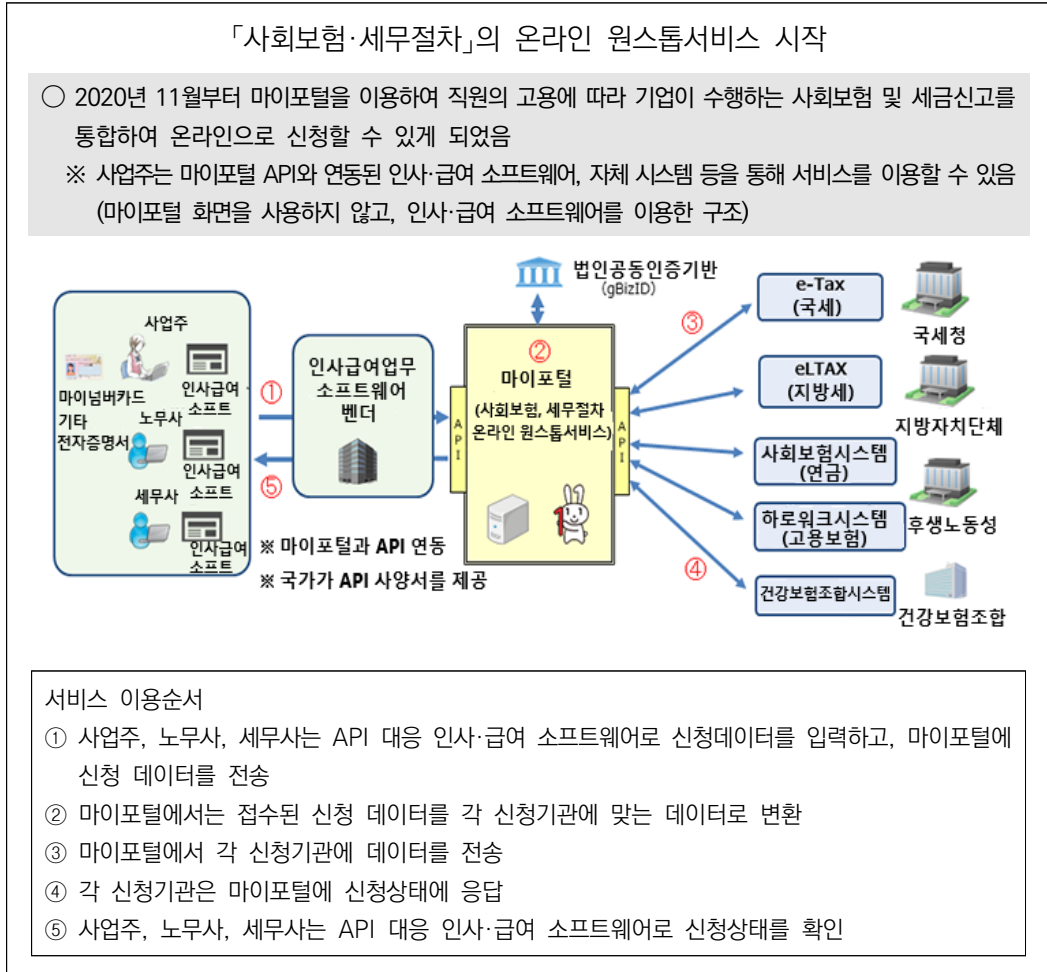 「사회보험·세무절차」의 온라인 원스톱서비스 시작
○ 2020년 11월부터 마이포털을 이용하여 직원의 고용에 따라 기업이 수행하는 사회보험 및 세금신고를
통합하여 온라인으로 신청할 수 있게 되었음
※ 사업주는 마이포털 API와 연동된 인사·급여 소프트웨어, 자체 시스템 등을 통해 서비스를 이용할 수 있음
(마이포털 화면을 사용하지 않고, 인사·급여 소프트웨어를 이용한 구조)
법인공동인증기반
(gBizID)
사업주
마이넘버카드
기타
전자증명서
인사급여
소프트
노무사
인사급여
소프트
세무사
인사급여
소프트
①
⑤
인사급여업무
소프트웨어
벤더
※ 마이포털과 API 연동
※ 국가가 API 사양서를 제공
API
②
마이포털
(사회보험, 세무절차
온라인 원스톱서비스)
API
③
④
e-Tax
(국세)
국세청
eLTAX
(지방세)
지방자치단체
사회보험시스템
(연금)
하로워크시스템
(고용보험)
후생노동성
건강보험조합시스템
건강보험조합
서비스 이용순서
① 사업주, 노무사, 세무사는 API 대응 인사·급여 소프트웨어로 신청데이터를 입력하고, 마이포털에
신청 데이터를 전송
② 마이포털에서는 접수된 신청 데이터를 각 신청기관에 맞는 데이터로 변환
③ 마이포털에서 각 신청기관에 데이터를 전송
④ 각 신청기관은 마이포털에 신청상태에 응답
⑤ 사업주, 노무사, 세무사는 API 대응 인사·급여 소프트웨어로 신청상태를 확인